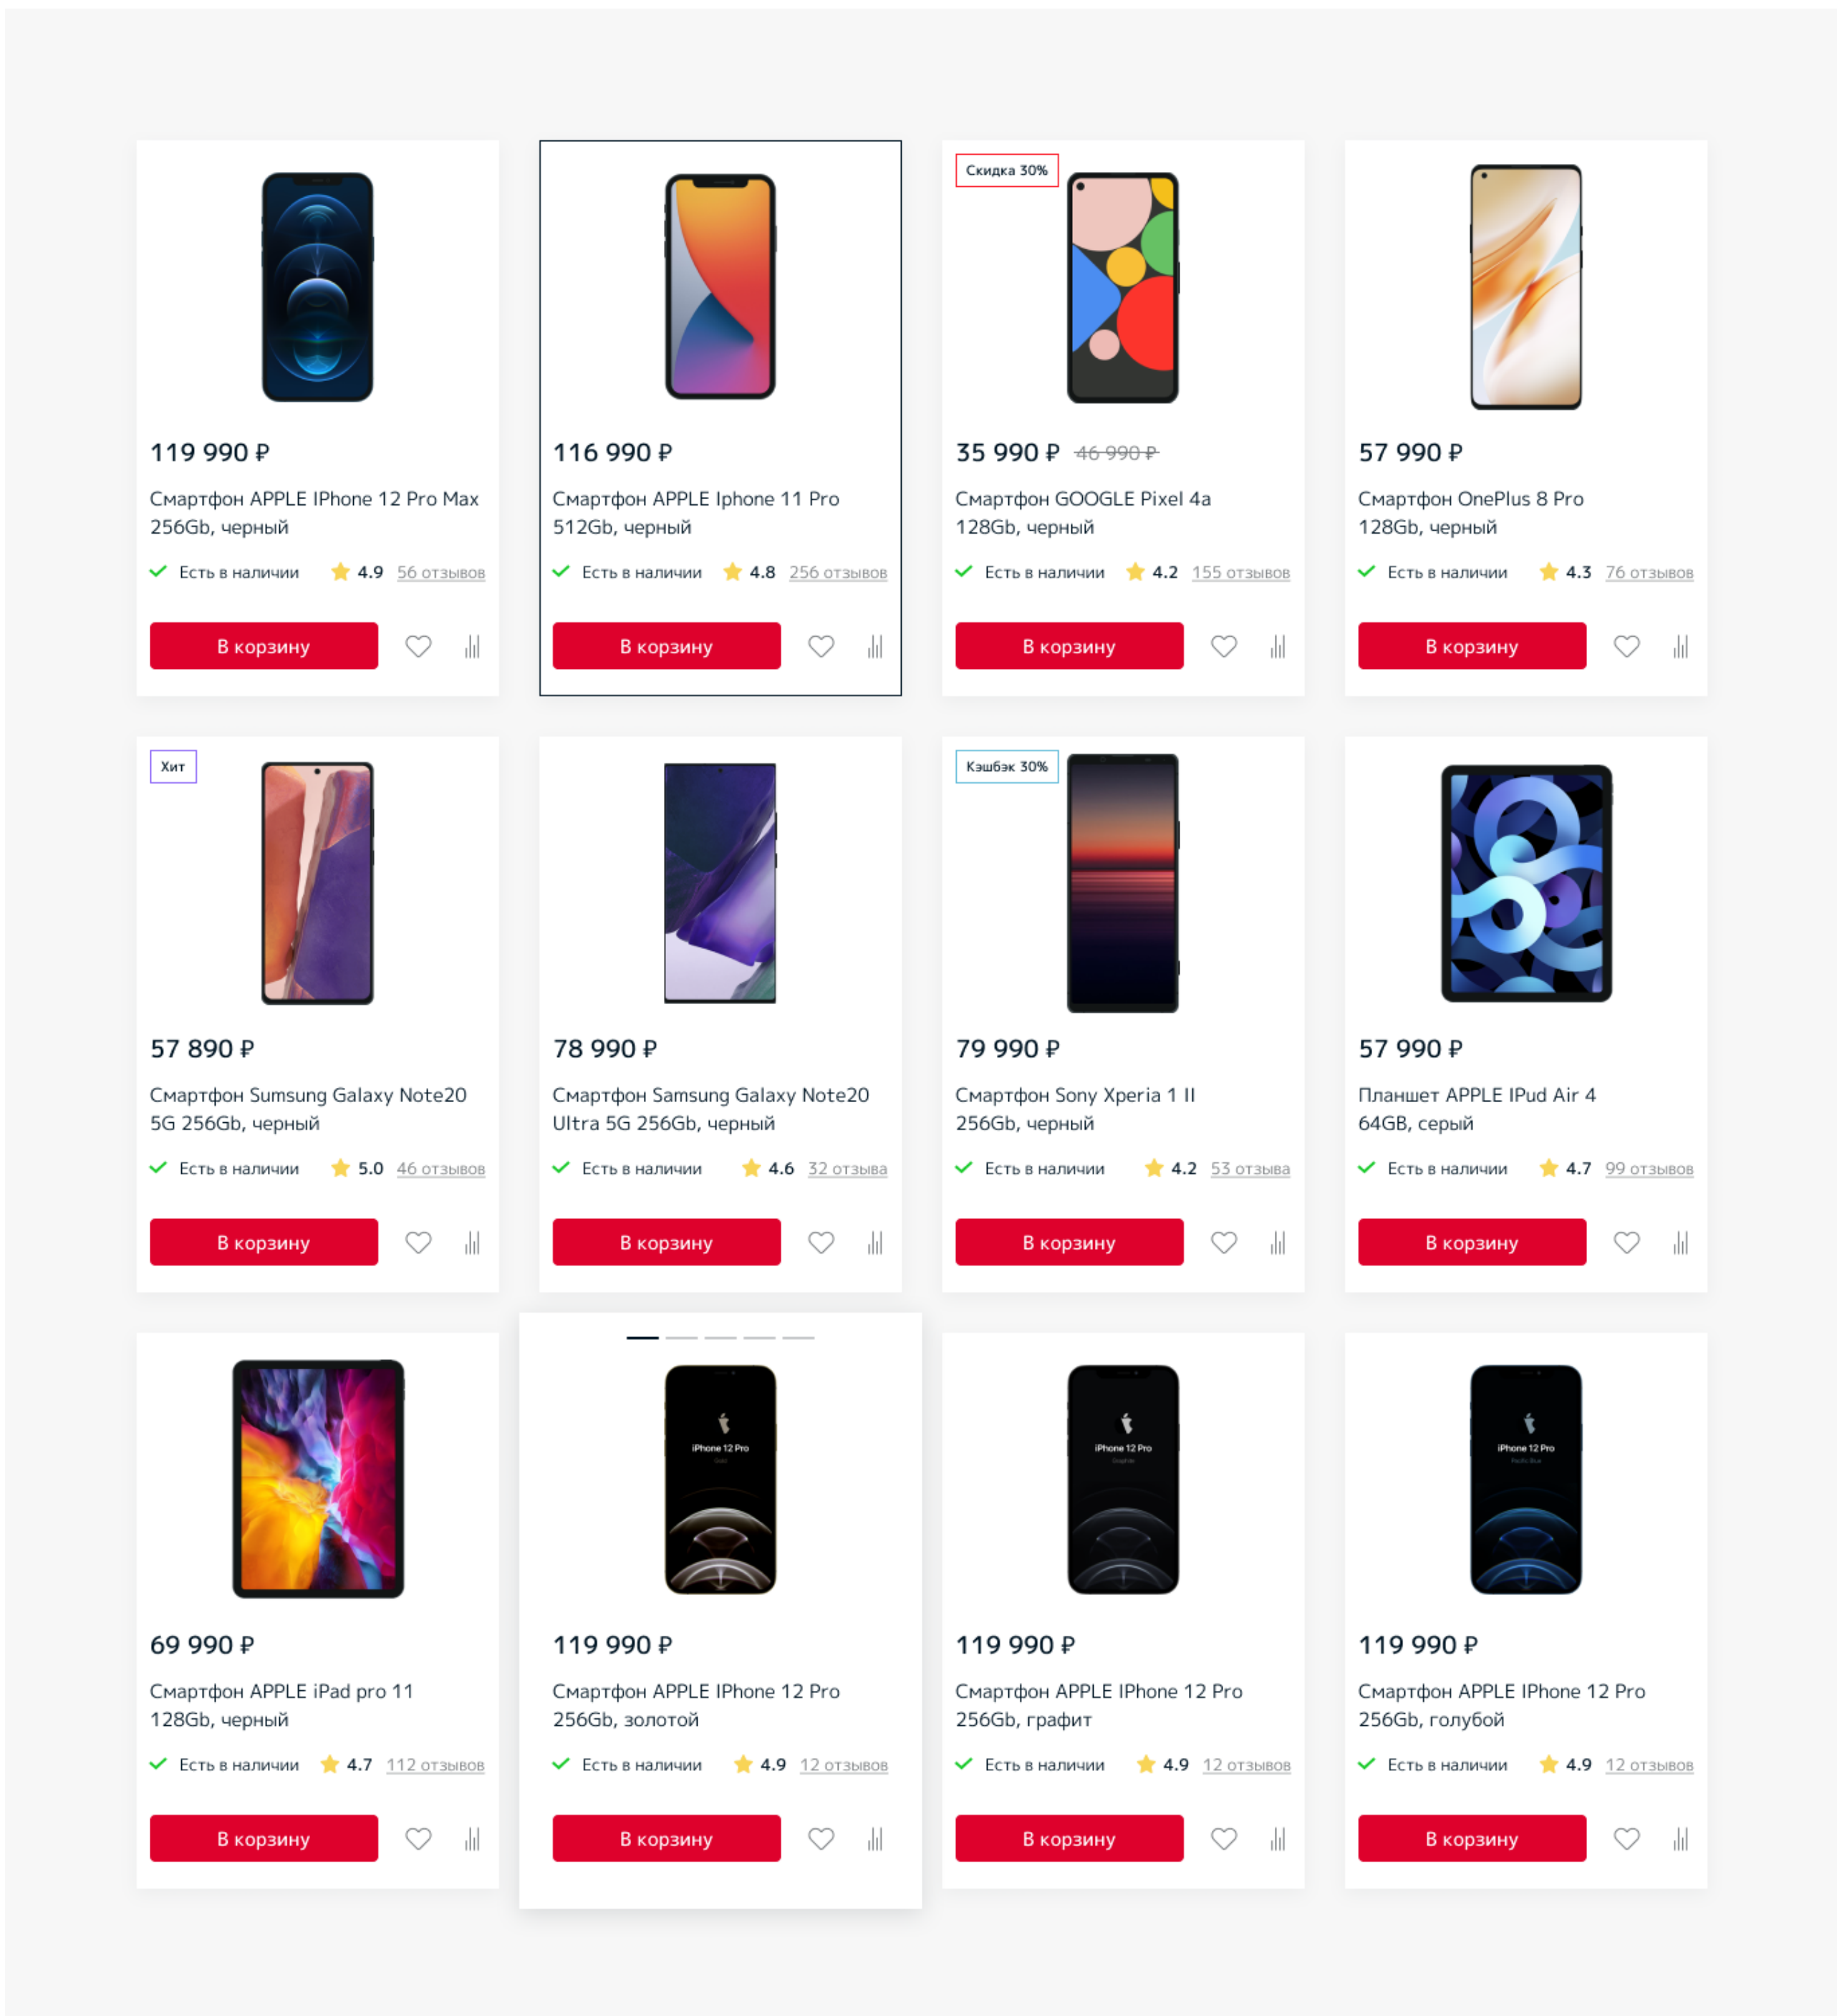 119 990 ₽
Смартфон APPLE IPhone 12 Pro Max
256Gb, черный
Есть в наличии 4.9 56 отзывов
В корзину
116 990 ₽
Смартфон APPLE Iphone 11 Pro
512Gb, черный
Есть в наличии 4.8 256 отзывов
В корзину
Скидка 30%
35 990 ₽ 46 990 ₽
Смартфон GOOGLE Pixel 4a
128Gb, черный
Есть в наличии 4.2 155 отзывов
В корзину
57 990 ₽
Смартфон OnePlus 8 Pro
128Gb, черный
Есть в наличии 4.3 76 отзывов
В корзину
Хит
57 890 ₽
Смартфон Sumsung Galaxy Note20
5G 256Gb, черный
Есть в наличии 5.0 46 отзывов
В корзину
78 990 ₽
Смартфон Samsung Galaxy Note20
Ultra 5G 256Gb, черный
Есть в наличии 4.6 32 отзыва
В корзину
Кэшбэк 30%
79 990 ₽
Смартфон Sony Xperia 1 II
256Gb, черный
Есть в наличии 4.2 53 отзыва
В корзину
57 990 ₽
Планшет APPLE IPud Air 4
64GB, серый
Есть в наличии 4.7 99 отзывов
В корзину
69 990 ₽
Смартфон APPLE iPad pro 11
128Gb, черный
Есть в наличии 4.7 112 отзывов
В корзину
iPhone 12 Pro
Gold
119 990 ₽
Смартфон APPLE IPhone 12 Pro
256Gb, золотой
Есть в наличии 4.9 12 отзывов
В корзину
iPhone 12 Pro
Graphite
119 990 ₽
Смартфон APPLE IPhone 12 Pro
256Gb, графит
Есть в наличии 4.9 12 отзывов
В корзину
iPhone 12 Pro
Pacific Blue
119 990 ₽
Смартфон APPLE IPhone 12 Pro
256Gb, голубой
Есть в наличии 4.9 12 отзывов
В корзину